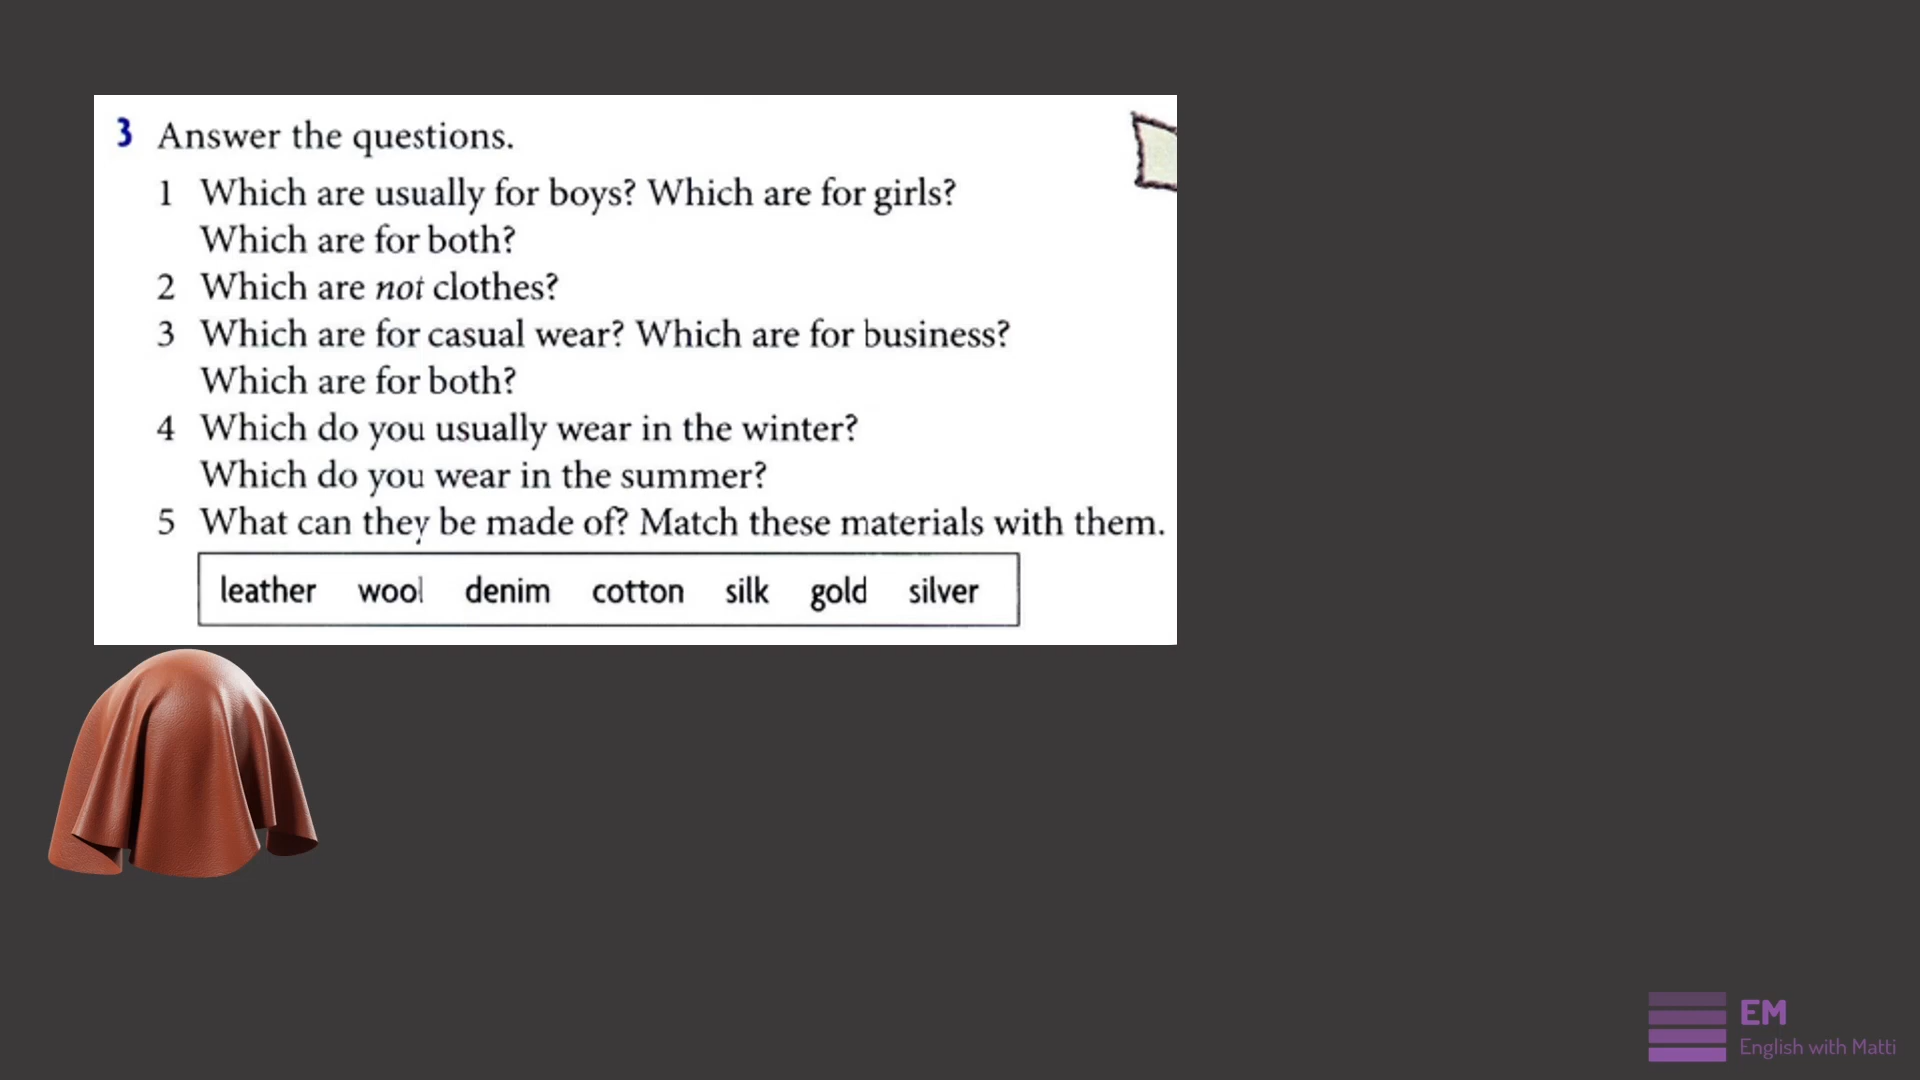 3 Answer the questions.
1 Which are usually for boys? Which are for girls?
Which are for both?
2 Which are not clothes?
3 Which are for casual wear? Which are for business?
Which are for both?
4 Which do you usually wear in the winter?
Which do you wear in the summer?
5 What can they be made of? Match these materials with them.
leather wool denim cotton silk gold silver
EM
English with Matti